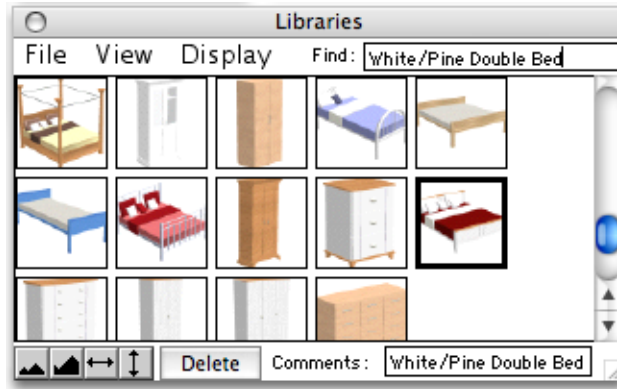 Libraries
File View Display Find: White/Pine Double Bed
Delete Comments: White/Pine Double Bed